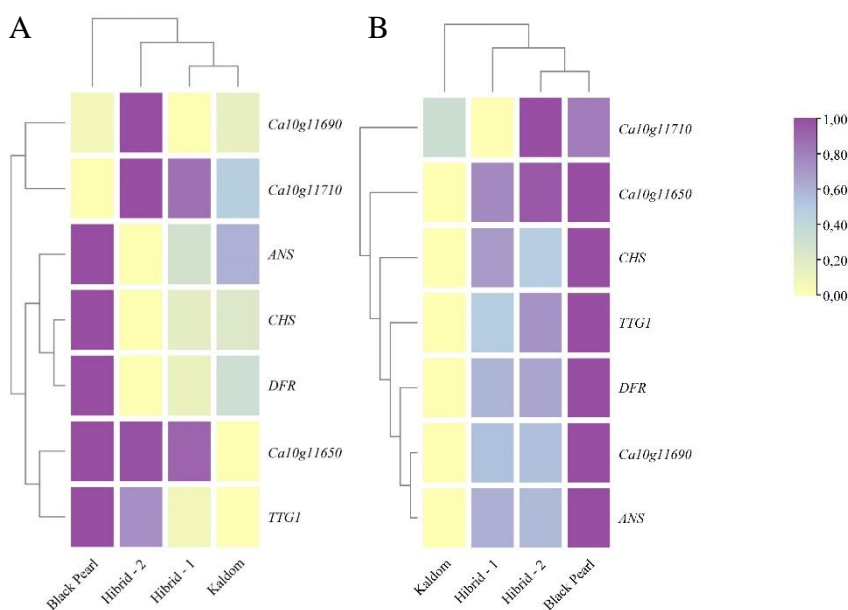 A
B
Ca10g11690
Ca10g11710
ANS
CHS
DFR
Ca10g11650
TTG1
Black Pearl
Hibrid - 2
Hibrid - 1
Kaldom
Ca10g11710
Ca10g11650
CHS
TTG1
DFR
Ca10g11690
ANS
Kaldom
Hibrid - 1
Hibrid - 2
Black Pearl
1,00
0,80
0,60
0,40
0,20
0,00